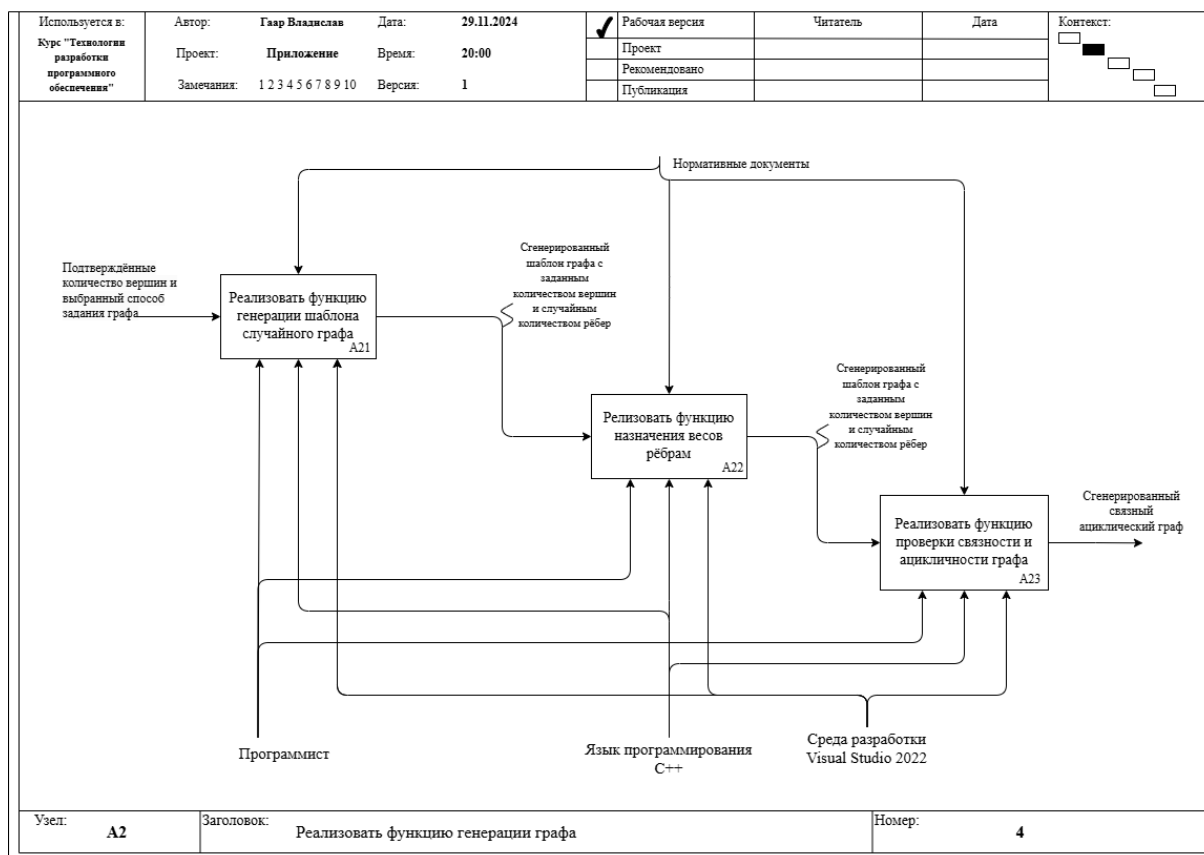 Используется в:
Курс "Технологии
разработки
программного
обеспечения"
Автор:
Гаар Владислав
Дата:
29.11.2024
Проект:
Приложение
Время:
20:00
Замечания:
1 2 3 4 5 6 7 8 9 10
Версия:
1
Рабочая версия
Проект
Рекомендовано
Публикация
Читатель
Дата
Контекст:
Нормативные документы
Подтверждённые
количество вершин и
выбранный способ
задания графа
Реализовать функцию
генерации шаблона
случайного графа
A21
Сгенерированный
шаблон графа с
заданным
количеством вершин
и случайным
количеством рёбер
Релизовать функцию
назначения весов
рёбрам
A22
Сгенерированный
шаблон графа с
заданным
количеством вершин
и случайным
количеством рёбер
Реализовать функцию
проверки связности и
ацикличности графа
A23
Сгенерированный
связный
ациклический граф
Программист
Язык программирования
C++
Среда разработки
Visual Studio 2022
Узел:
A2
Заголовок:
Реализовать функцию генерации графа
Номер:
4